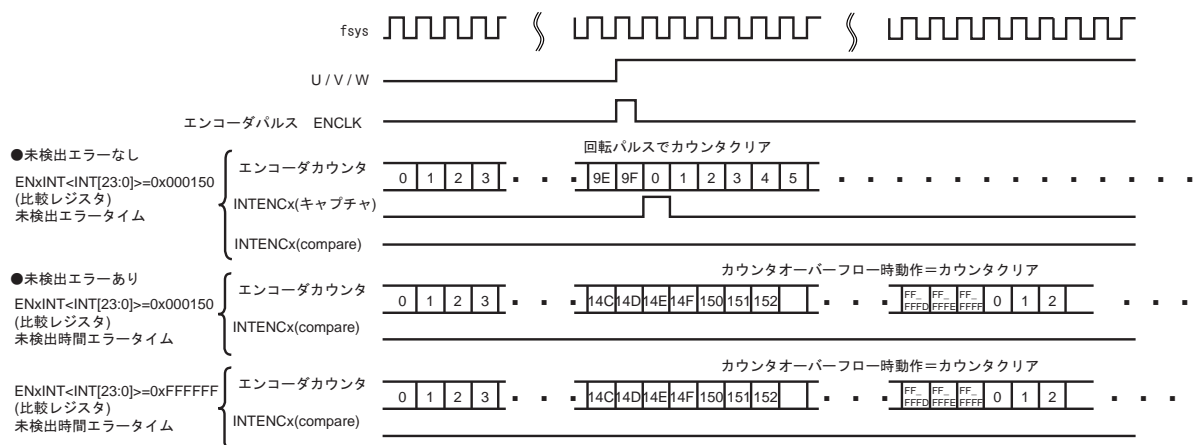 fsys
U / V / W
エンコーダパルス ENCLK
●未検出エラーなし
ENxINT<INT[23:0]>=0x000150
(比較レジスタ)
未検出エラータイム
回転パルスでカウンタクリア
エンコーダカウンタ
0 1 2 3 ・・・ 9E 9F 0 1 2 3 4 5 ・・・・・・・・・・・・・
INTENCx(キャプチャ)
INTENCx(compare)
●未検出エラーあり
ENxINT<INT[23:0]>=0x000150
(比較レジスタ)
未検出時間エラータイム
カウンタオーバーフロー時動作=カウンタクリア
エンコーダカウンタ
0 1 2 3 ・・・ 14C 14D 14E 14F 150 151 152 ・・・ FF_FFFD FF_FFFE FF_FFFF 0 1 2 ・・・
INTENCx(compare)
ENxINT<INT[23:0]>=0xFFFFFF
(比較レジスタ)
未検出時間エラータイム
カウンタオーバーフロー時動作=カウンタクリア
エンコーダカウンタ
0 1 2 3 ・・・ 14C 14D 14E 14F 150 151 152 ・・・ FF_FFFD FF_FFFE FF_FFFF 0 1 2 ・・・
INTENCx(compare)